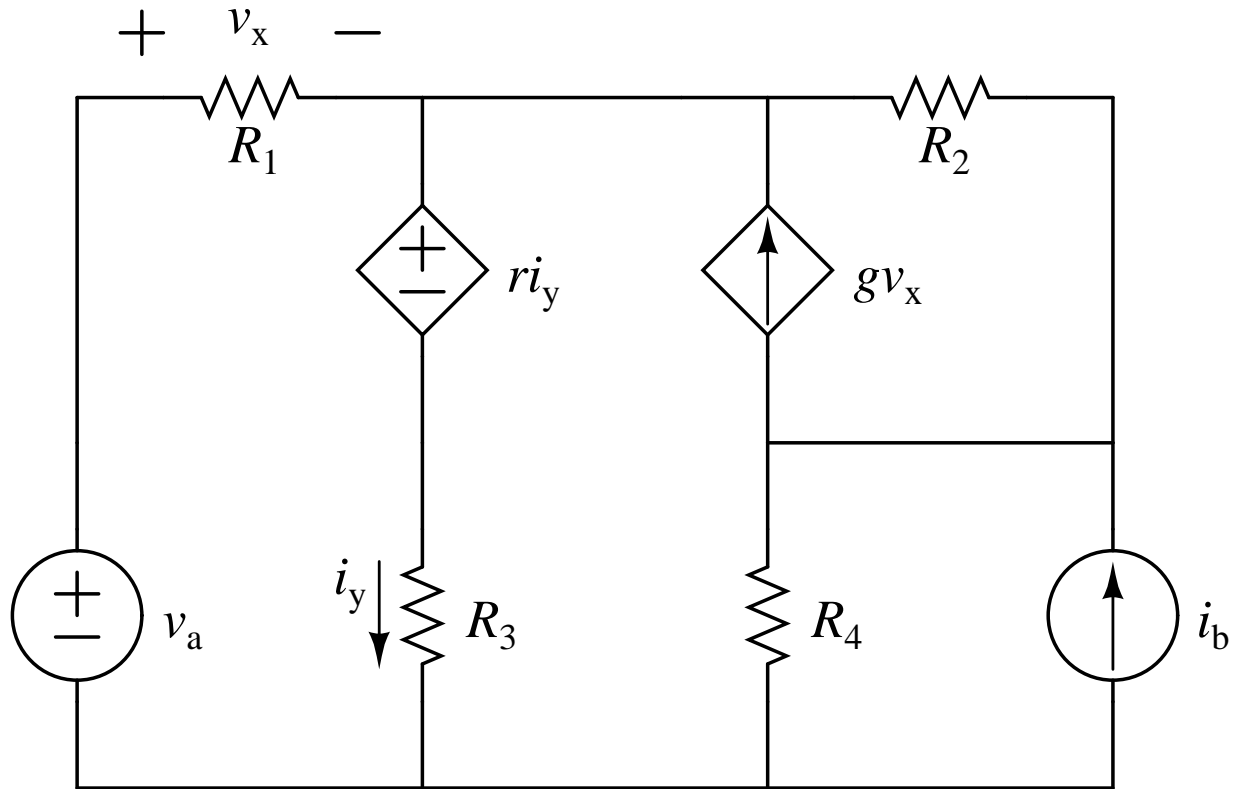 + vₓ −
R₁
R₂
+
−
riy
gvₓ
iy
R₃
R₄
+
−
vₐ
ib